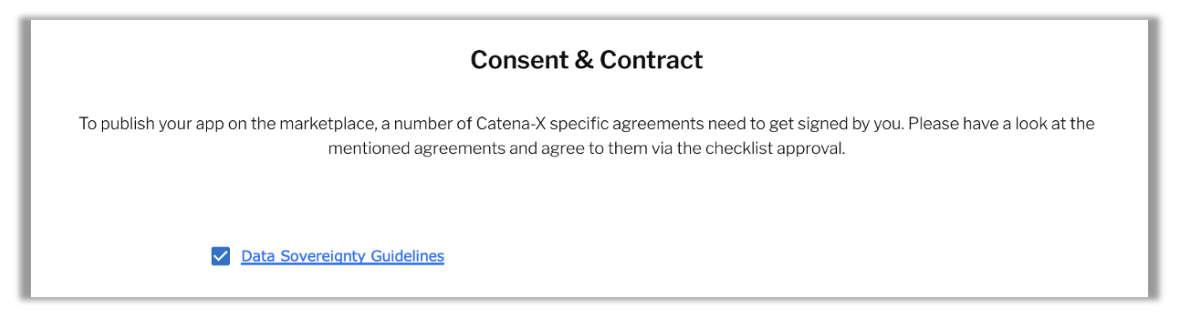 Consent & Contract
To publish your app on the marketplace, a number of Catena-X specific agreements need to get signed by you. Please have a look at the
mentioned agreements and agree to them via the checklist approval.
Data Sovereignty Guidelines